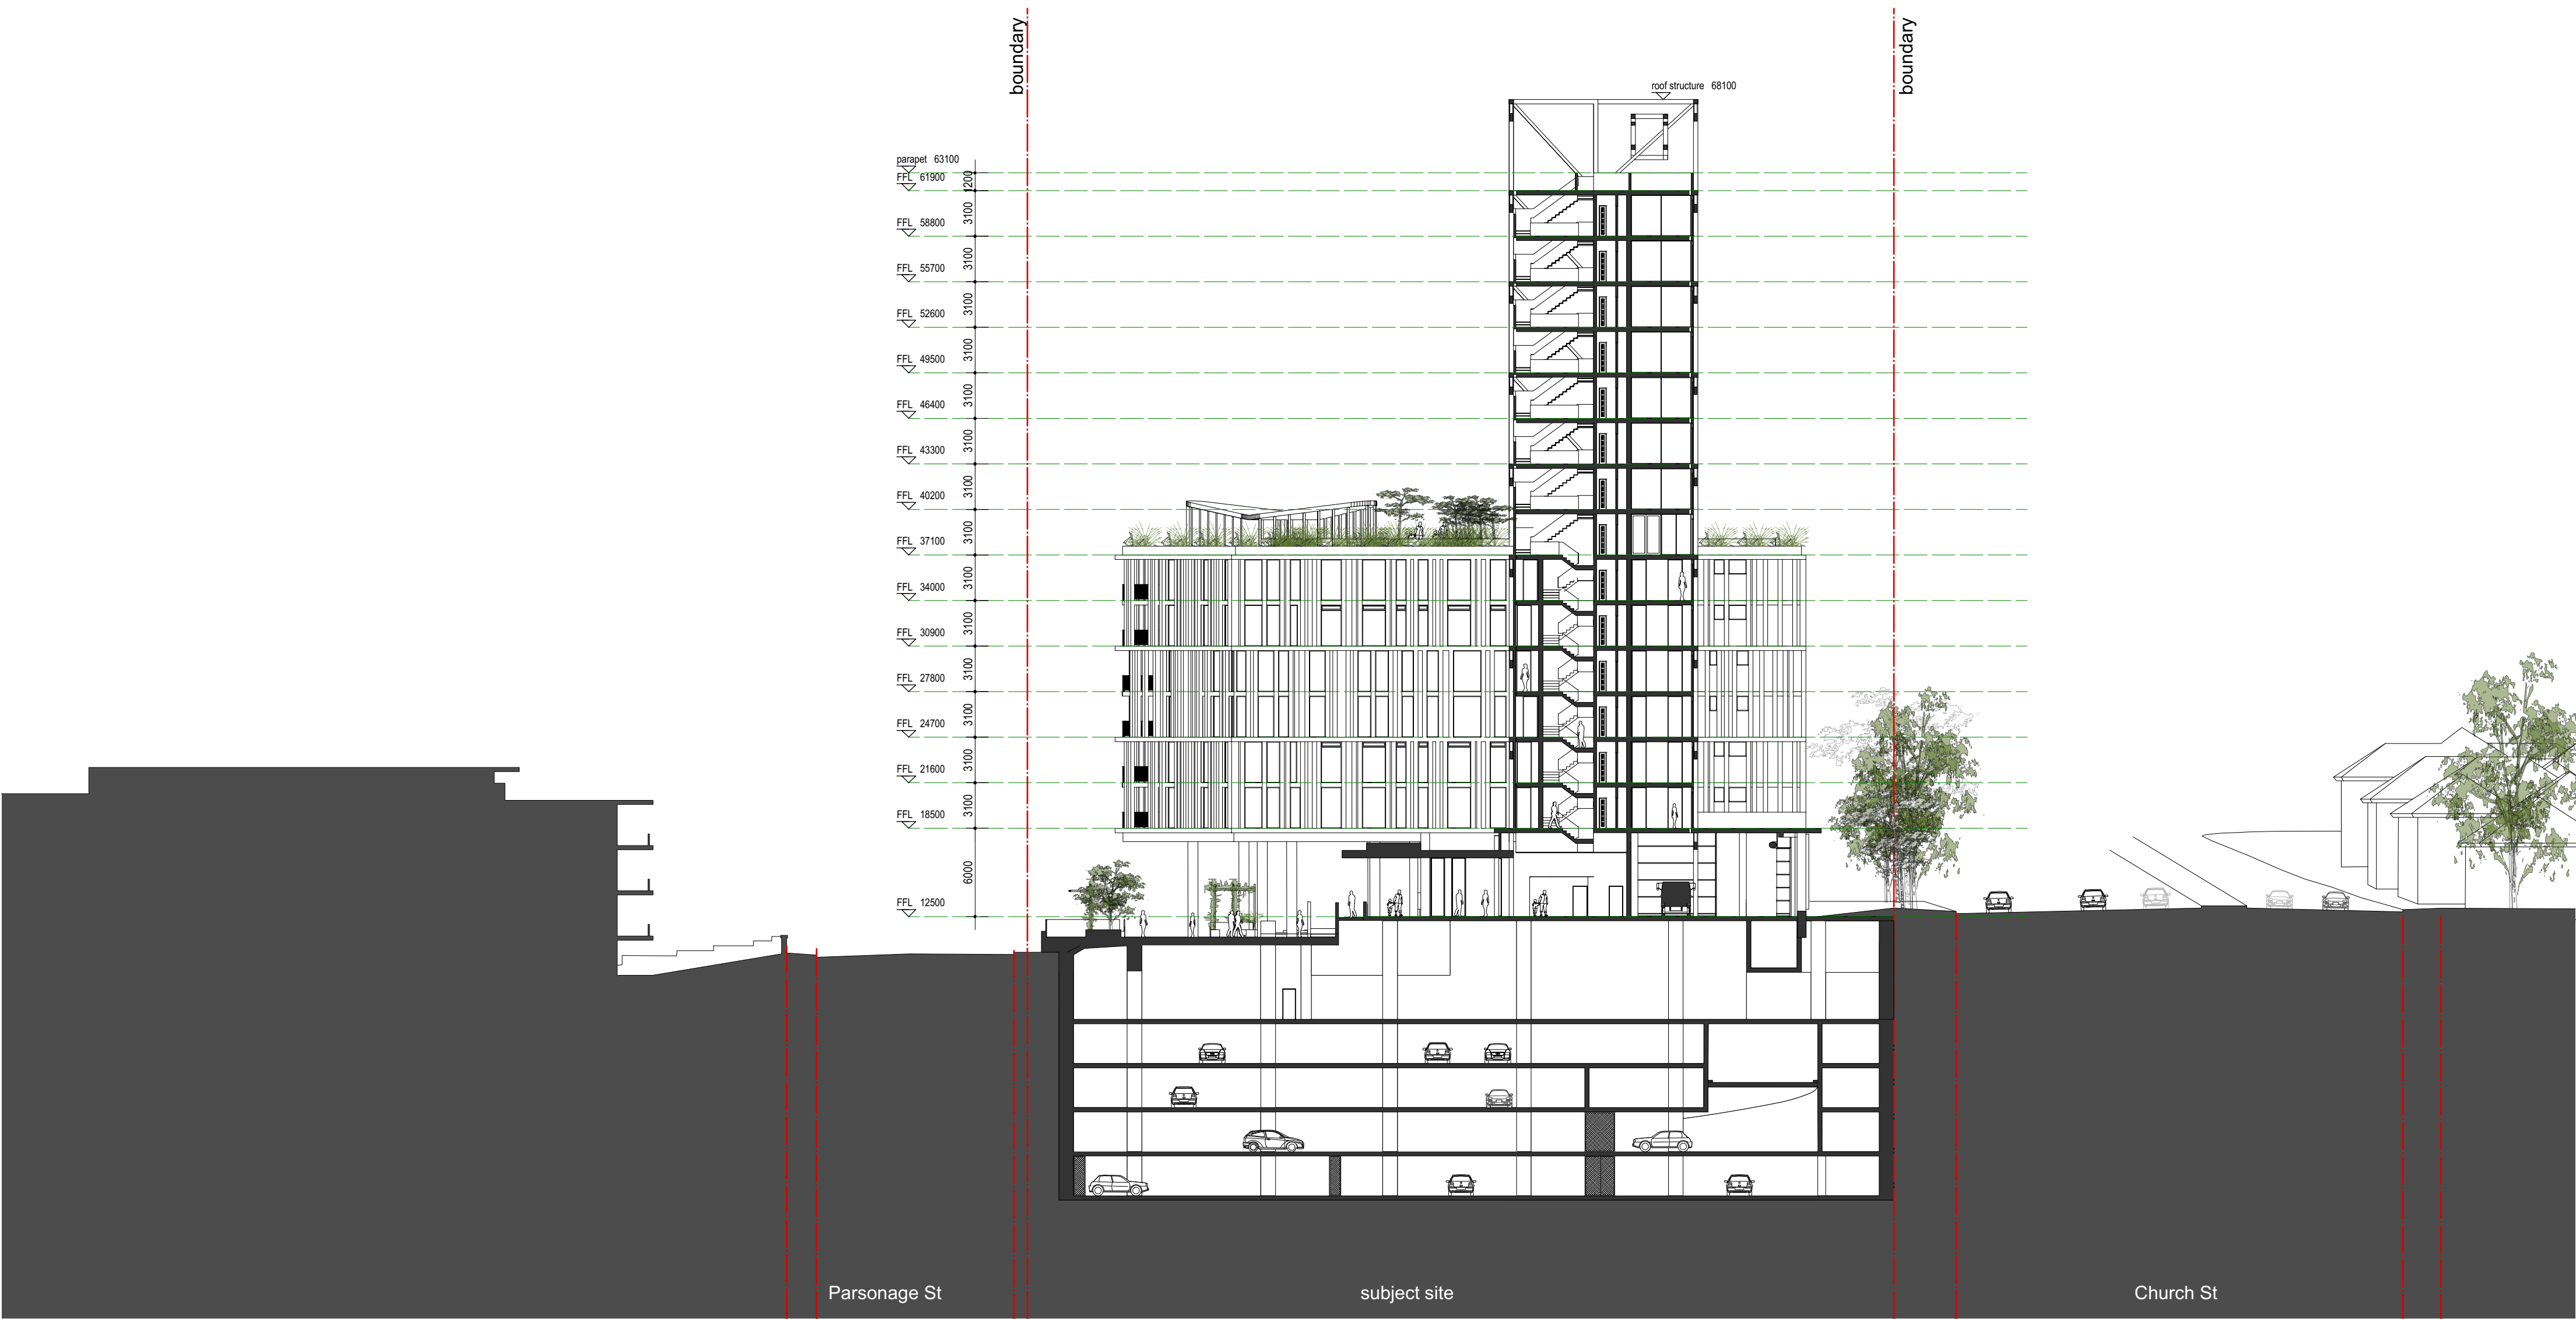 boundary
boundary
roof structure 68100
parapet 63100
1200
FFL 61900
3100
FFL 58800
3100
FFL 55700
3100
FFL 52600
3100
FFL 49500
3100
FFL 46400
3100
FFL 43300
3100
FFL 40200
3100
FFL 37100
3100
FFL 34000
3100
FFL 30900
3100
FFL 27800
3100
FFL 24700
3100
FFL 21600
3100
FFL 18500
6000
FFL 12500
Parsonage St
subject site
Church St